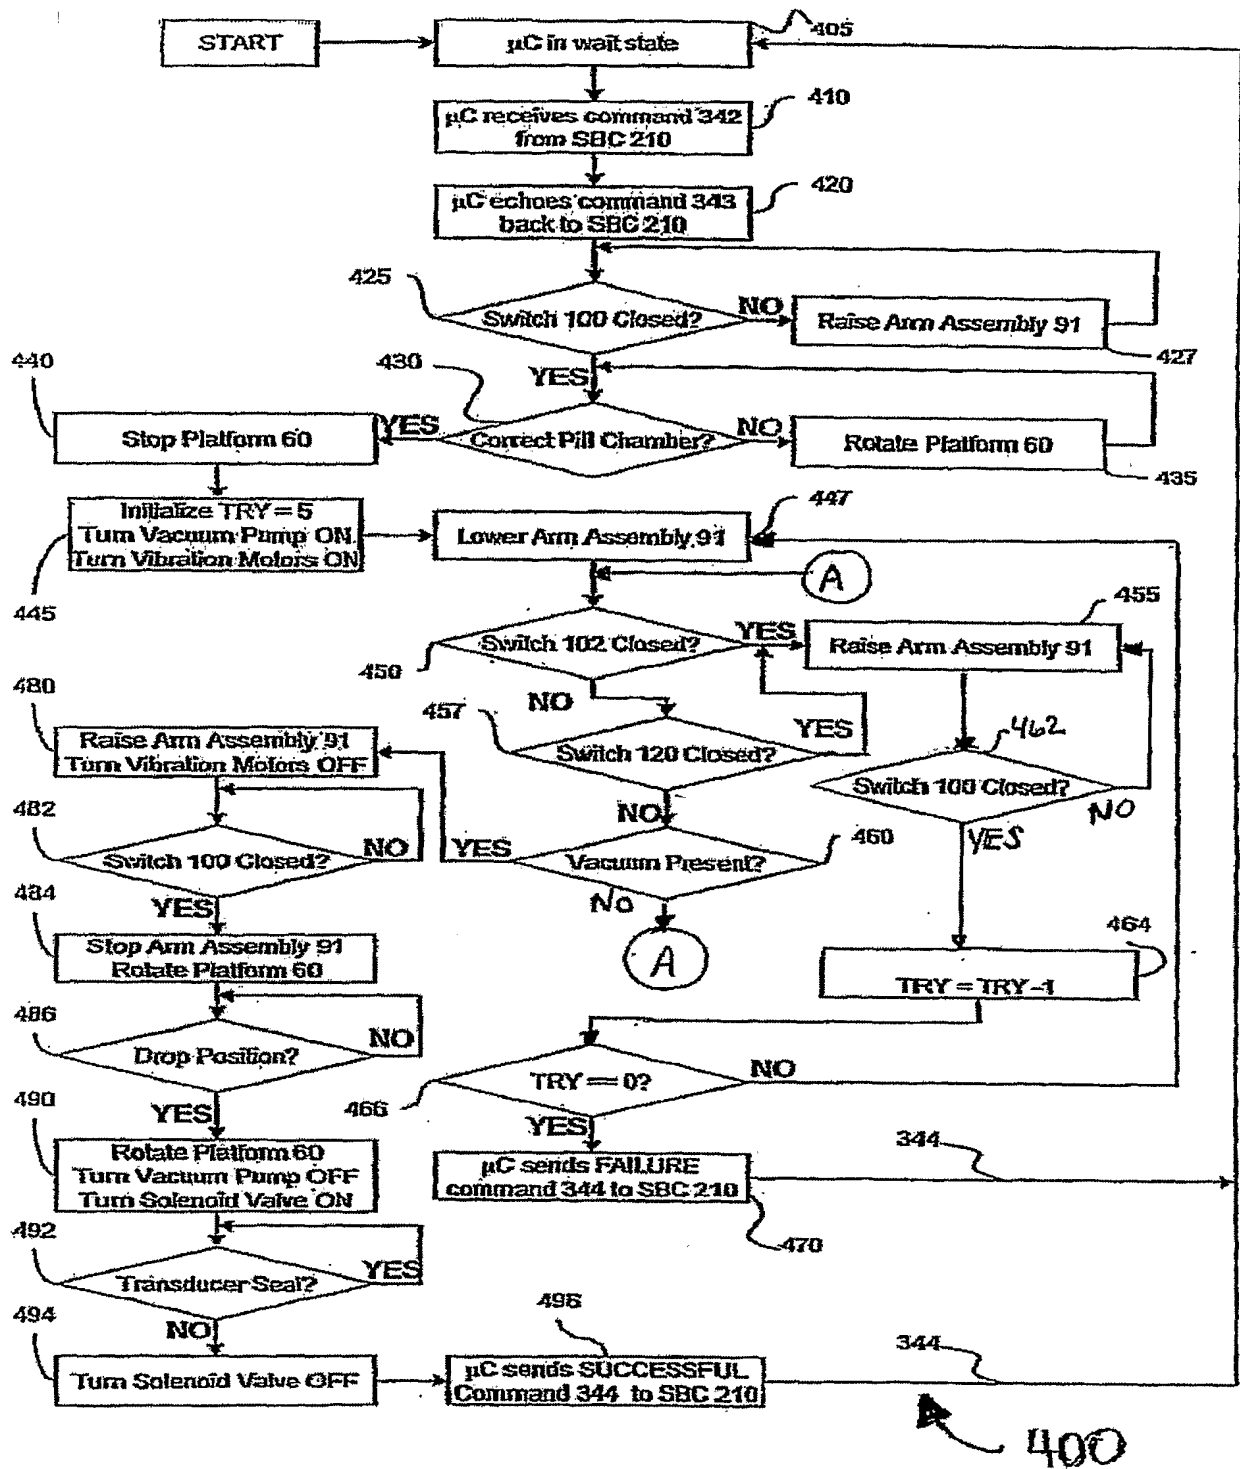 START
µC in wait state
405
µC receives command 342
from SBC 210
410
µC echoes command 343
back to SBC 210
420
425
Switch 100 Closed?
NO
Raise Arm Assembly 91
427
YES
440
430
Stop Platform 60
YES
Correct Pill Chamber?
NO
Rotate Platform 60
435
Initialize TRY = 5
Turn Vacuum Pump ON.
Turn Vibration Motors ON
445
Lower Arm Assembly 91
447
A
450
Switch 102 Closed?
YES
Raise Arm Assembly 91
455
NO
480
Raise Arm Assembly 91
Turn Vibration Motors OFF
457
Switch 120 Closed?
YES
462
Switch 100 Closed?
NO
YES
NO
482
Switch 100 Closed?
NO
YES
YES
Vacuum Present?
460
No
A
484
Stop Arm Assembly 91
Rotate Platform 60
464
TRY = TRY-1
486
Drop Position?
NO
YES
466
TRY == 0?
NO
YES
490
Rotate Platform 60
Turn Vacuum Pump OFF
Turn Solenoid Valve ON
µC sends FAILURE
command 344 to SBC 210
470
344
492
Transducer Seal?
YES
NO
494
Turn Solenoid Valve OFF
496
µC sends SUCCESSFUL
Command 344 to SBC 210
344
400